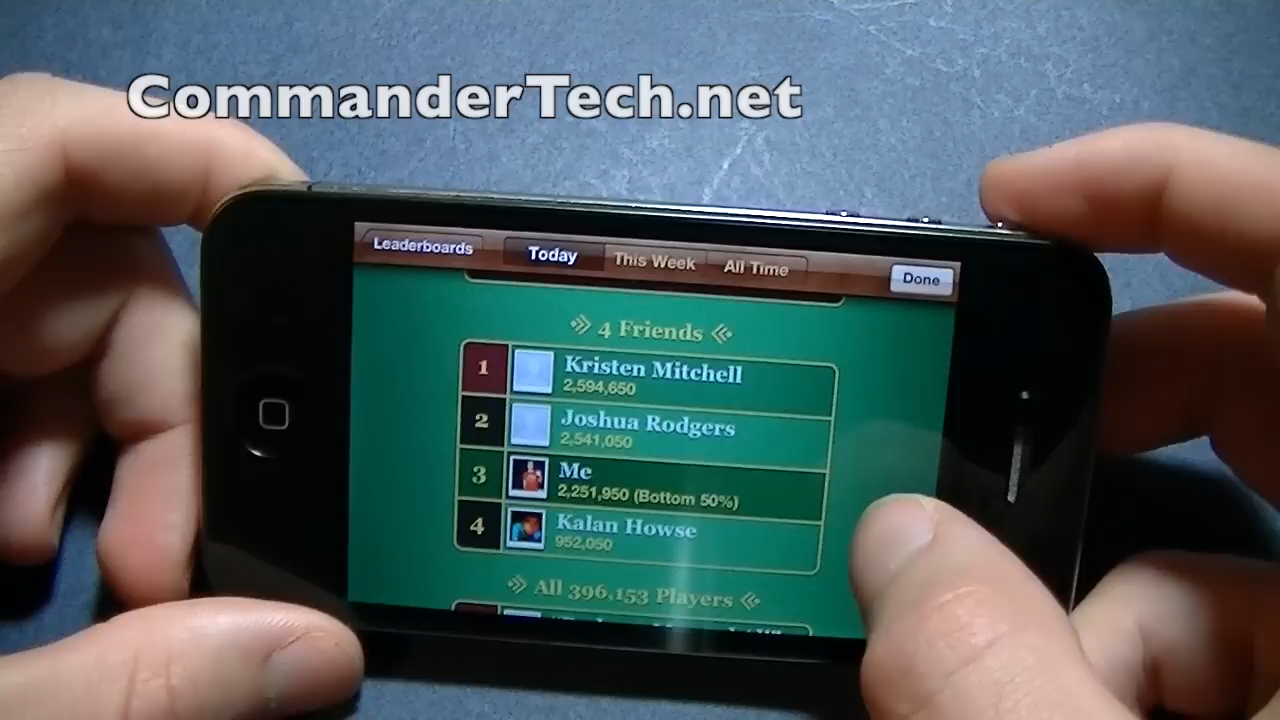 CommanderTech.net
Leaderboards Today This Week All Time Done
4 Friends
1 Kristen Mitchell
2,594,650
2 Joshua Rodgers
2,541,050
3 Me
2,251,950 (Bottom 50%)
4 Kalan Howse
952,050
All 396,153 Players